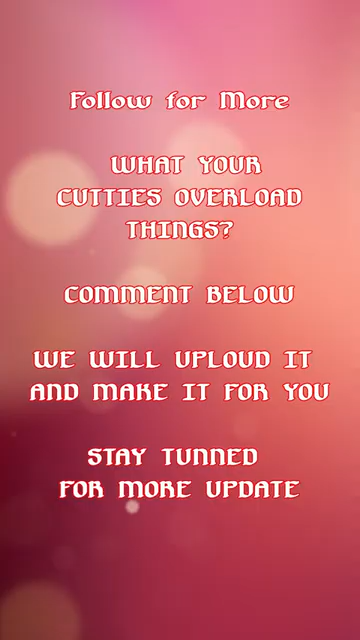 Follow for More
WHAT YOUR
CUTTIES OVERLOAD
THINGS?
COMMENT BELOW
WE WILL UPLOUD IT
AND MAKE IT FOR YOU
STAY TUNNED
FOR MORE UPDATE